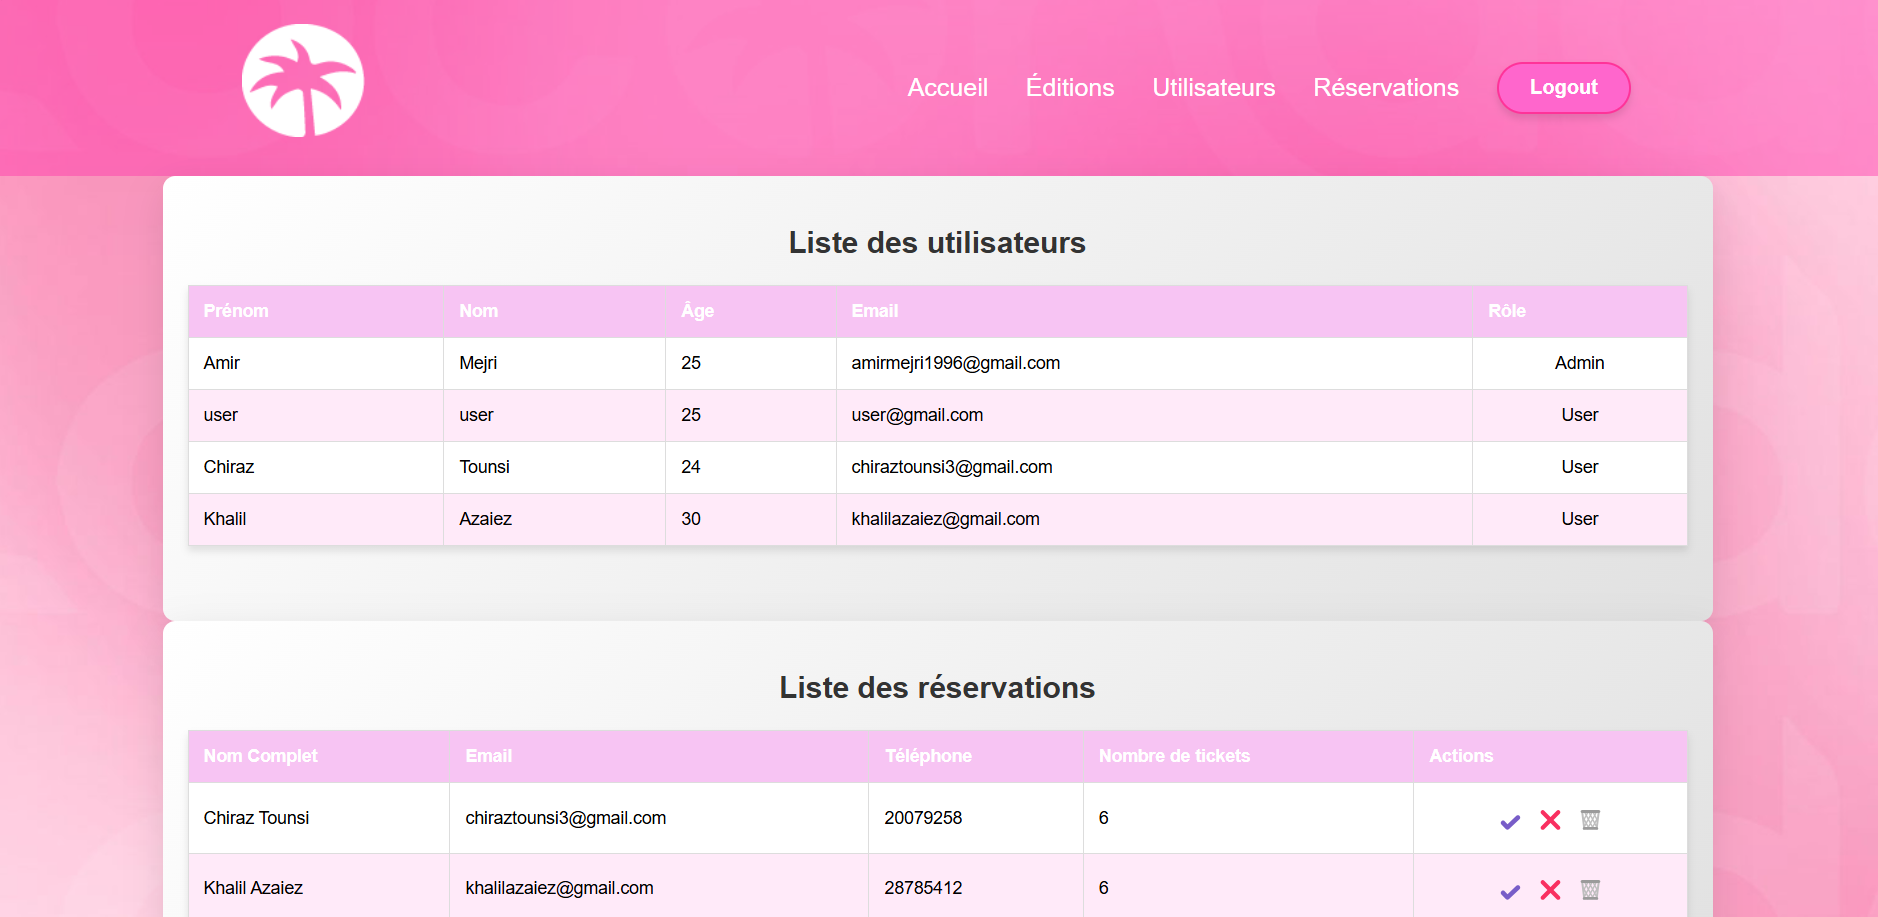 Accueil Éditions Utilisateurs Réservations Logout
Liste des utilisateurs
Prénom Nom Âge Email Rôle
Amir Mejri 25 amirmejri1996@gmail.com Admin
user user 25 user@gmail.com User
Chiraz Tounsi 24 chiraztounsi3@gmail.com User
Khalil Azaiez 30 khalilazaiez@gmail.com User
Liste des réservations
Nom Complet Email Téléphone Nombre de tickets Actions
Chiraz Tounsi chiraztounsi3@gmail.com 20079258 6
Khalil Azaiez khalilazaiez@gmail.com 28785412 6